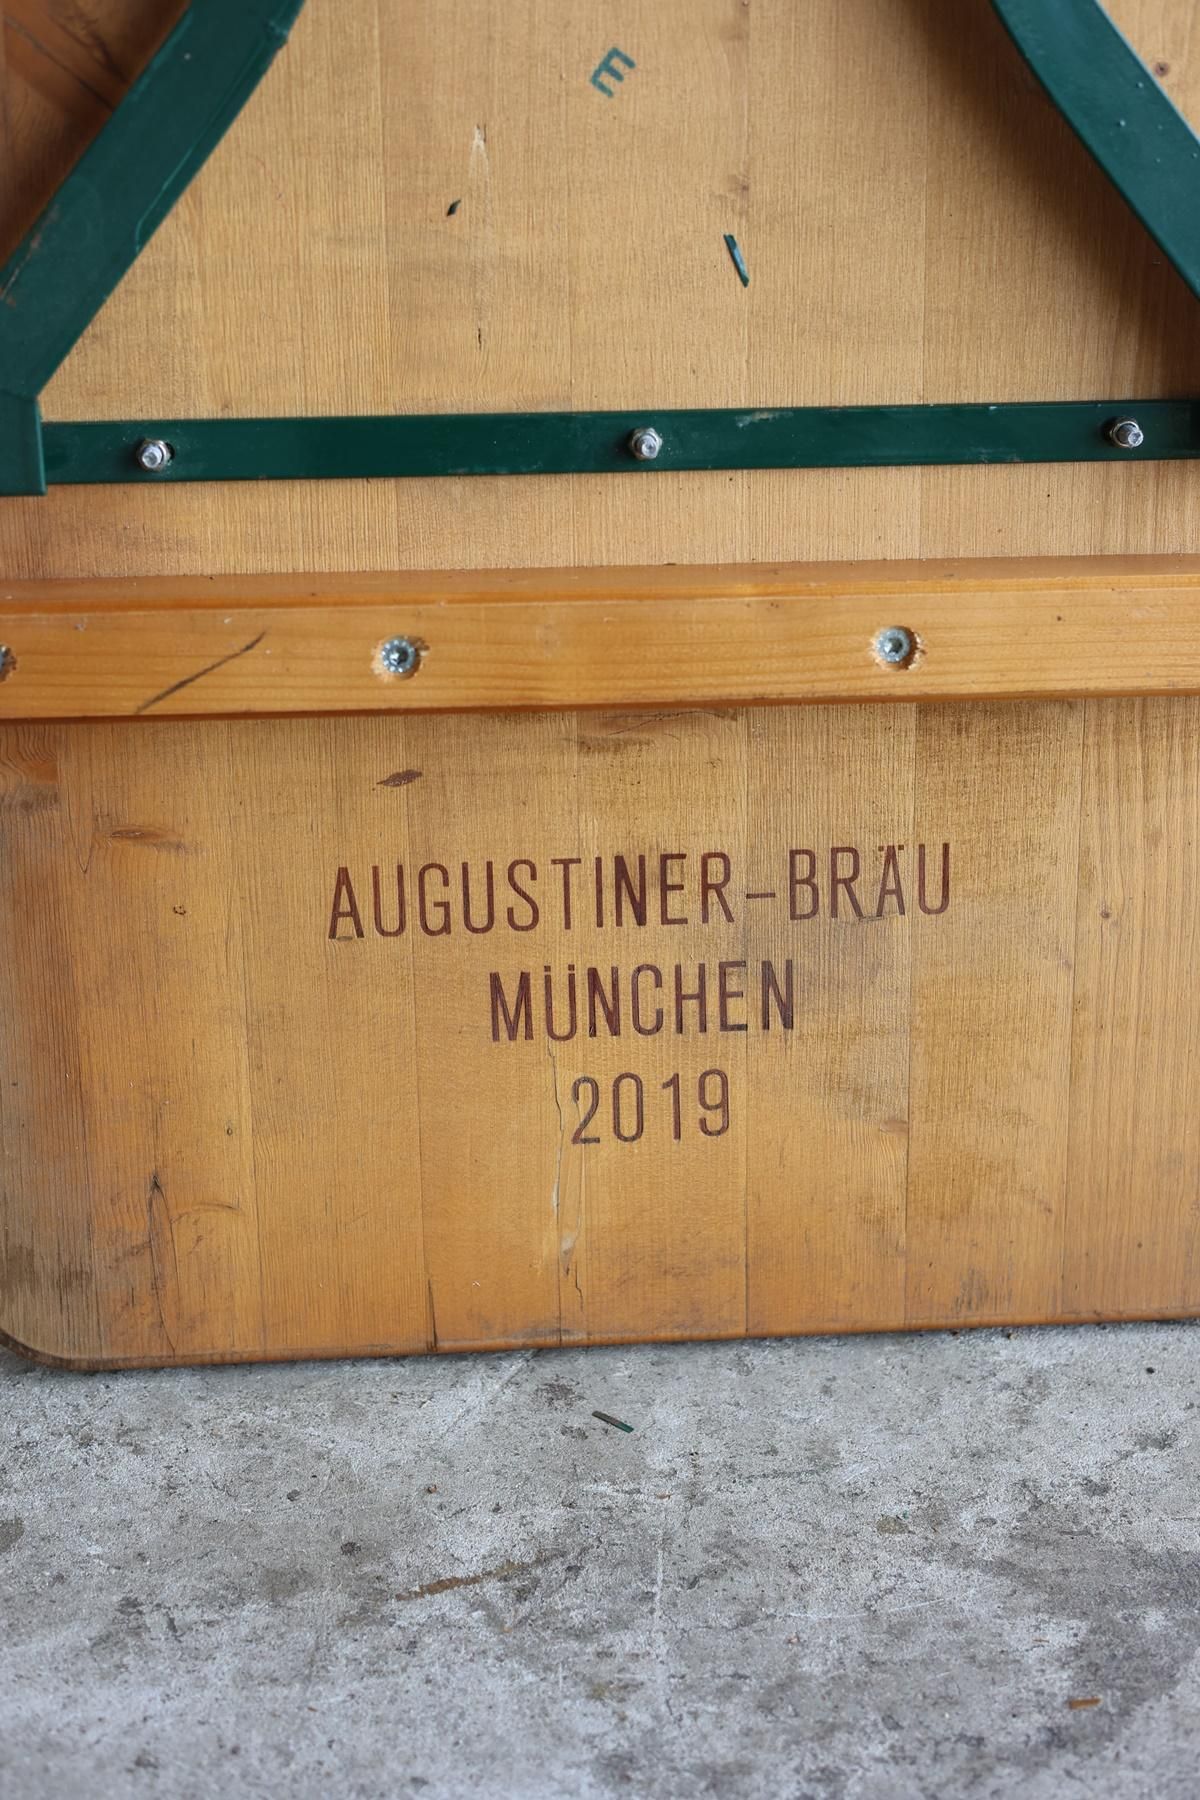 E
AUGUSTINER-BRÄU
MÜNCHEN
2019